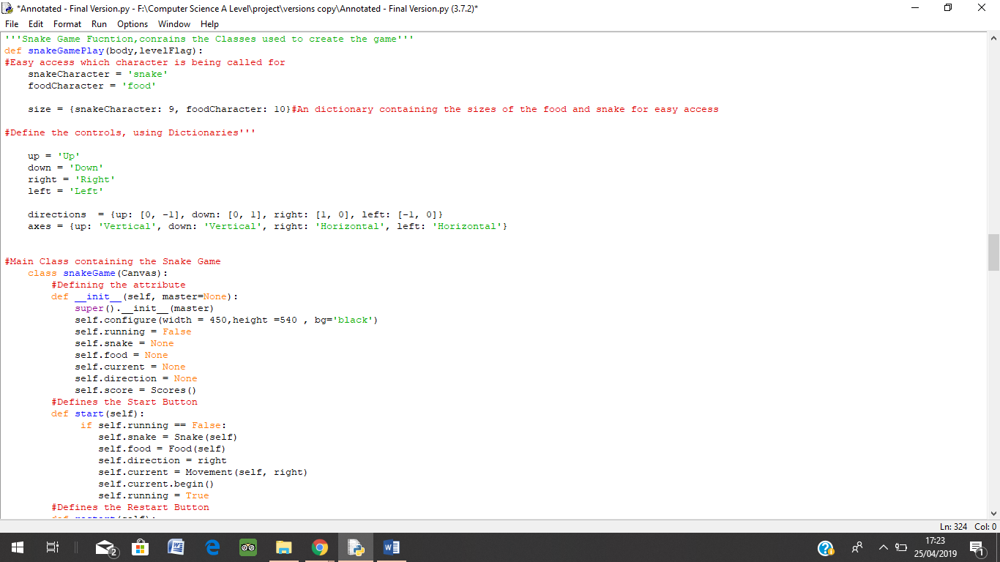 *Annotated - Final Version.py - F:\Computer Science A Level\project\versions copy\Annotated - Final Version.py (3.7.2)*
File Edit Format Run Options Window Help
'''Snake Game Fucntion,conrains the Classes used to create the game'''
def snakeGamePlay(body,levelFlag):
#Easy access which character is being called for
    snakeCharacter = 'snake'
    foodCharacter = 'food'
    size = {snakeCharacter: 9, foodCharacter: 10}#An dictionary containing the sizes of the food and snake for easy access
#Define the controls, using Dictionaries'''
    up = 'Up'
    down = 'Down'
    right = 'Right'
    left = 'Left'
    directions  = {up: [0, -1], down: [0, 1], right: [1, 0], left: [-1, 0]}
    axes = {up: 'Vertical', down: 'Vertical', right: 'Horizontal', left: 'Horizontal'}
#Main Class containing the Snake Game
    class snakeGame(Canvas):
        #Defining the attribute
        def __init__(self, master=None):
            super().__init__(master)
            self.configure(width = 450,height =540 , bg='black')
            self.running = False
            self.snake = None
            self.food = None
            self.current = None
            self.direction = None
            self.score = Scores()
        #Defines the Start Button
        def start(self):
             if self.running == False:
                self.snake = Snake(self)
                self.food = Food(self)
                self.direction = right
                self.current = Movement(self, right)
                self.current.begin()
                self.running = True
        #Defines the Restart Button
        def restart(self):
Ln: 324 Col: 0
2
17:23
25/04/2019
1